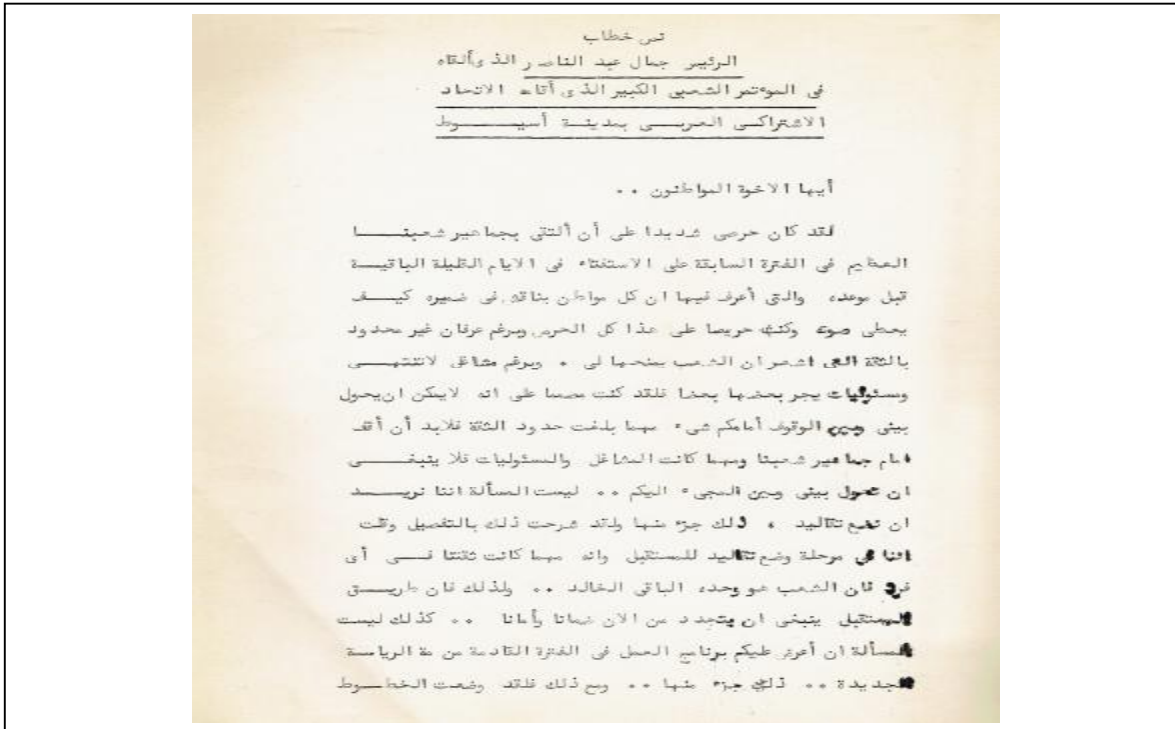 نص خطاب
الرئيس جمال عبد الناصر الذى ألقاه
فى الموءتمر الشعبى الكبير الذى أقامه الاتحاد
الاشتراكى العربى بمدينة أسيوط
أيها الاخوة المواطنون ..
لقد كان حرصى شديدا على أن ألتقى بجماهير شعبنا
العظيم فى الفترة السابقة على الاستفتاء فى الايام القليلة الباقية
قبل موعده والتى أعرف فيها ان كل مواطن يناقش فى ضميره كيف
يعطى صوته وكنت حريصا على هذا كل الحرص وبرغم عرفان غير محدود
بالثقة التى اشعر ان الشعب يمنحها لى . وبرغم مشاغل لاتنتهى
ومسئوليات يجر بعضها بعضا فلقد كنت مصمما على انه لايمكن ان يحول
بينى وبين الوقوف أمامكم شىء مهما بلغت حدود الثقة فلابد أن أقف
امام جماهير شعبنا ومهما كانت المشاغل والمسئوليات فلا ينبغى
ان تحول بينى وبين المجىء اليكم .. ليست المسألة اننا نريد
ان نضع تقاليد ، ذلك جزء منها ولقد شرحت ذلك بالتفصيل وقلت
اننا فى مرحلة وضع تقاليد للمستقبل وانه مهما كانت ثقتنا فى أى
فرد فان الشعب هو وحده الباقى الخالد .. ولذلك فان طريق
المستقبل ينبغى ان يتجدد من الان ضمانا وأمانا .. كذلك ليست
المسألة ان أعرض عليكم برنامج العمل فى الفترة القادمة من مدة الرياسة
الجديدة .. ذلك جزء منها .. ومع ذلك فلقد وضعت الخطوط